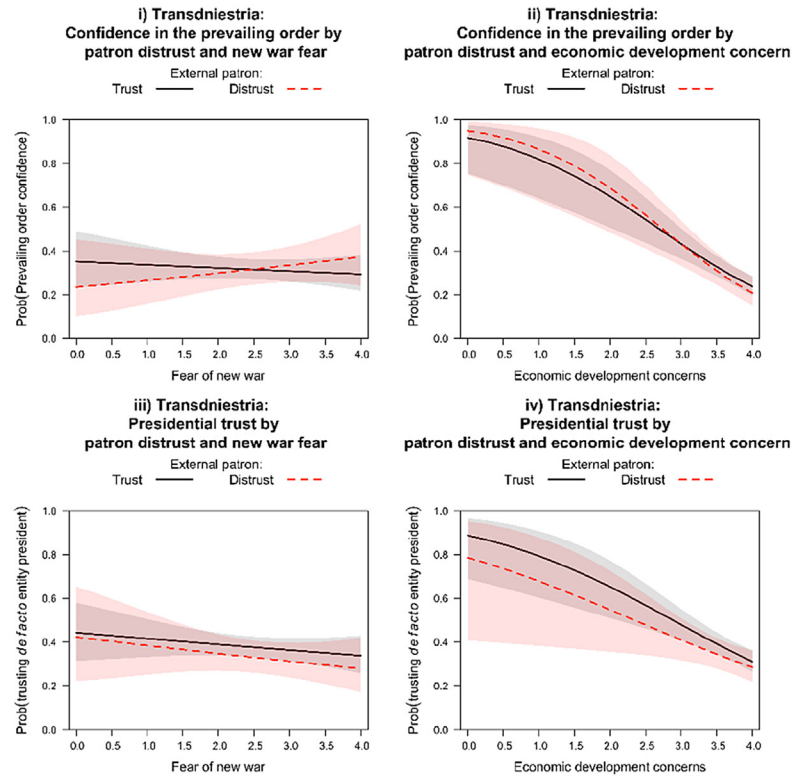 i) Transdniestria:
Confidence in the prevailing order by
patron distrust and new war fear
External patron:
Trust Distrust
Prob(Prevailing order confidence)
1.0
0.8
0.6
0.4
0.2
0.0
0.0 0.5 1.0 1.5 2.0 2.5 3.0 3.5 4.0
Fear of new war
ii) Transdniestria:
Confidence in the prevailing order by
patron distrust and economic development concern
External patron:
Trust Distrust
Prob(Prevailing order confidence)
1.0
0.8
0.6
0.4
0.2
0.0
0.0 0.5 1.0 1.5 2.0 2.5 3.0 3.5 4.0
Economic development concerns
iii) Transdniestria:
Presidential trust by
patron distrust and new war fear
External patron:
Trust Distrust
Prob(trusting de facto entity president)
1.0
0.8
0.6
0.4
0.2
0.0
0.0 0.5 1.0 1.5 2.0 2.5 3.0 3.5 4.0
Fear of new war
iv) Transdniestria:
Presidential trust by
patron distrust and economic development concern
External patron:
Trust Distrust
Prob(trusting de facto entity president)
1.0
0.8
0.6
0.4
0.2
0.0
0.0 0.5 1.0 1.5 2.0 2.5 3.0 3.5 4.0
Economic development concerns